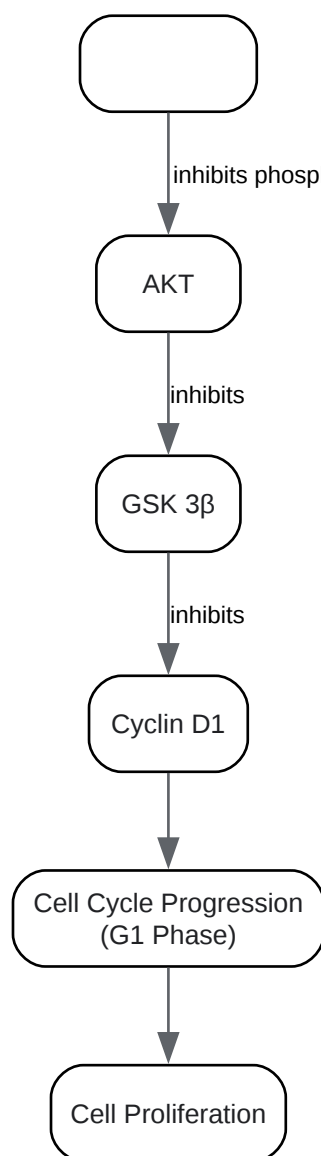 inhibits phosp
AKT
inhibits
GSK 3β
inhibits
Cyclin D1
Cell Cycle Progression
(G1 Phase)
Cell Proliferation